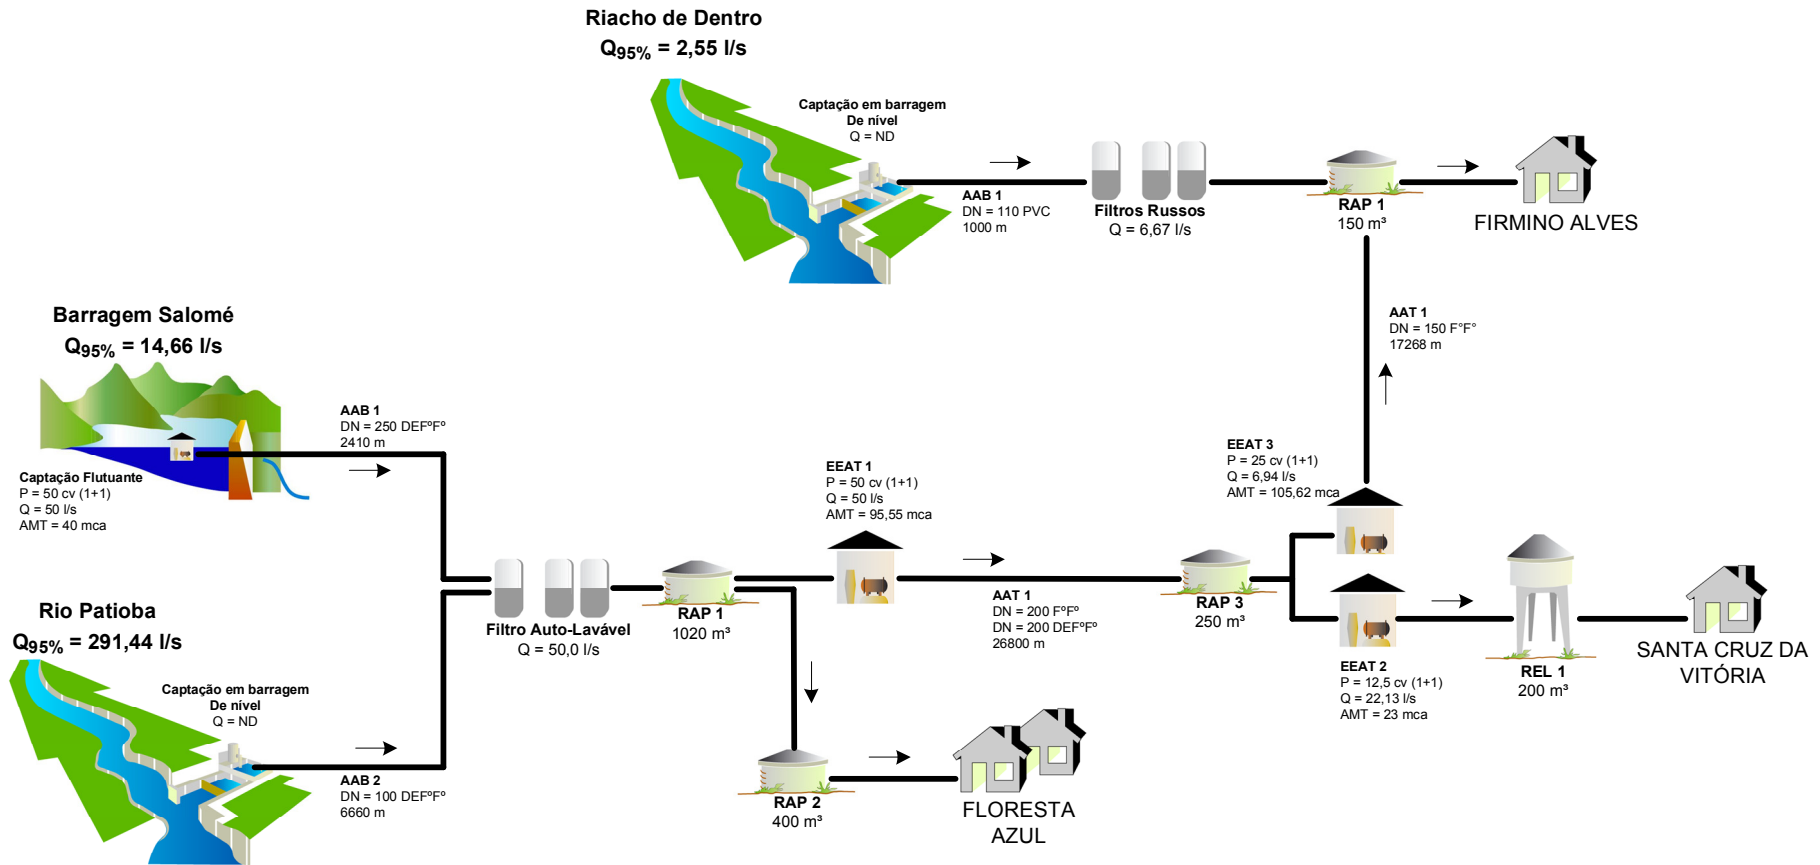 Riacho de Dentro
Q95% = 2,55 l/s
Captação em barragem
De nível
Q = ND
AAB 1
DN = 110 PVC
1000 m
Filtros Russos
Q = 6,67 l/s
RAP 1
150 m³
FIRMINO ALVES
Barragem Salomé
Q95% = 14,66 l/s
AAB 1
DN = 250 DEFºFº
2410 m
Captação Flutuante
P = 50 cv (1+1)
Q = 50 l/s
AMT = 40 mca
AAT 1
DN = 150 F°F°
17268 m
EEAT 1
P = 50 cv (1+1)
Q = 50 l/s
AMT = 95,55 mca
EEAT 3
P = 25 cv (1+1)
Q = 6,94 l/s
AMT = 105,62 mca
Rio Patioba
Q95% = 291,44 l/s
Captação em barragem
De nível
Q = ND
AAB 2
DN = 100 DEFºFº
6660 m
Filtro Auto-Lavável
Q = 50,0 l/s
RAP 1
1020 m³
AAT 1
DN = 200 FºFº
DN = 200 DEFºFº
26800 m
RAP 3
250 m³
EEAT 2
P = 12,5 cv (1+1)
Q = 22,13 l/s
AMT = 23 mca
REL 1
200 m³
SANTA CRUZ DA
VITÓRIA
RAP 2
400 m³
FLORESTA
AZUL